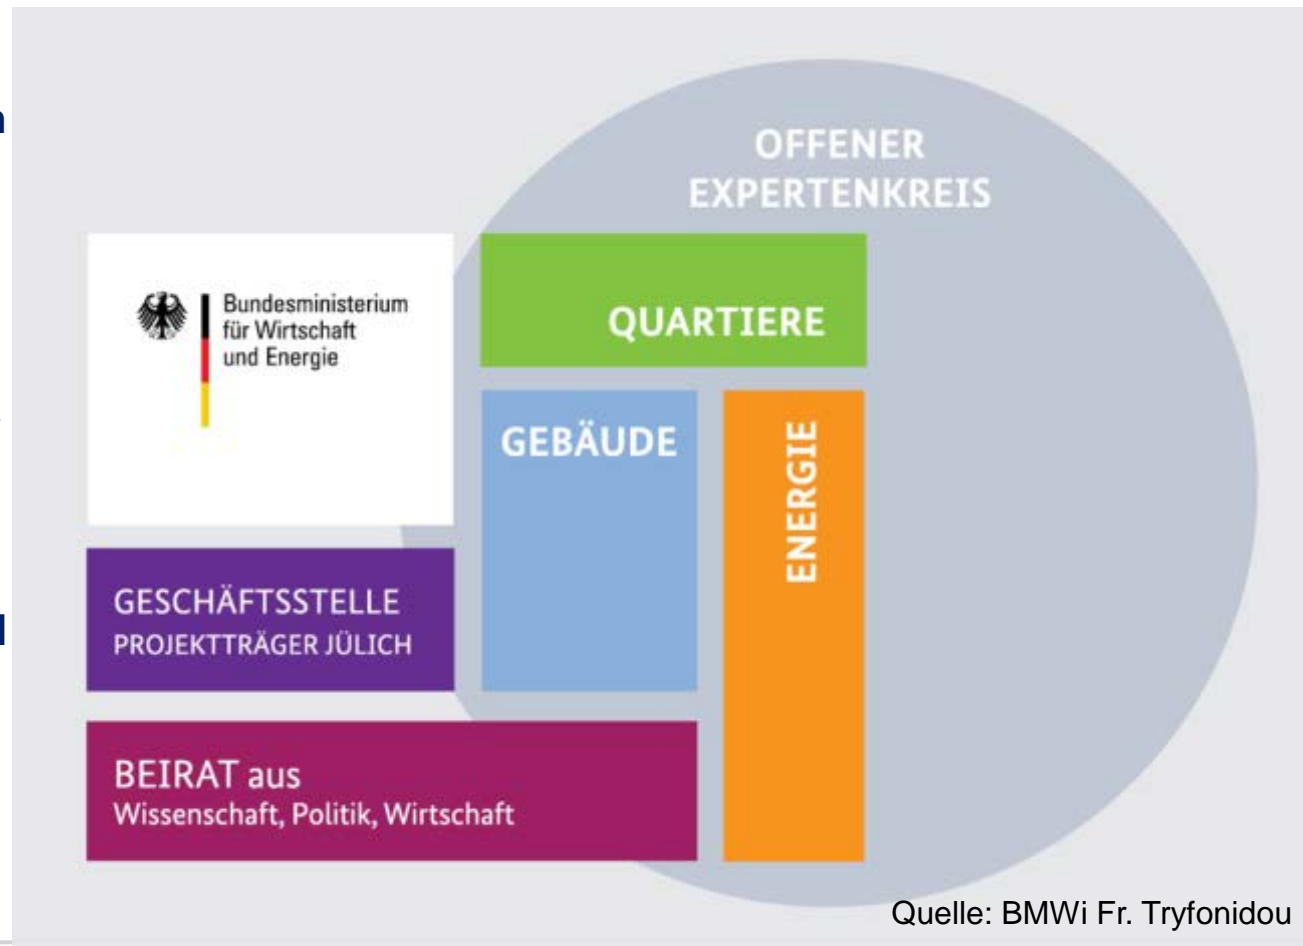 OFFENER
EXPERTENKREIS
Bundesministerium
für Wirtschaft
und Energie
QUARTIERE
GEBÄUDE
ENERGIE
GESCHÄFTSSTELLE
PROJEKTTRÄGER JÜLICH
BEIRAT aus
Wissenschaft, Politik, Wirtschaft
Quelle: BMWi Fr. Tryfonidou